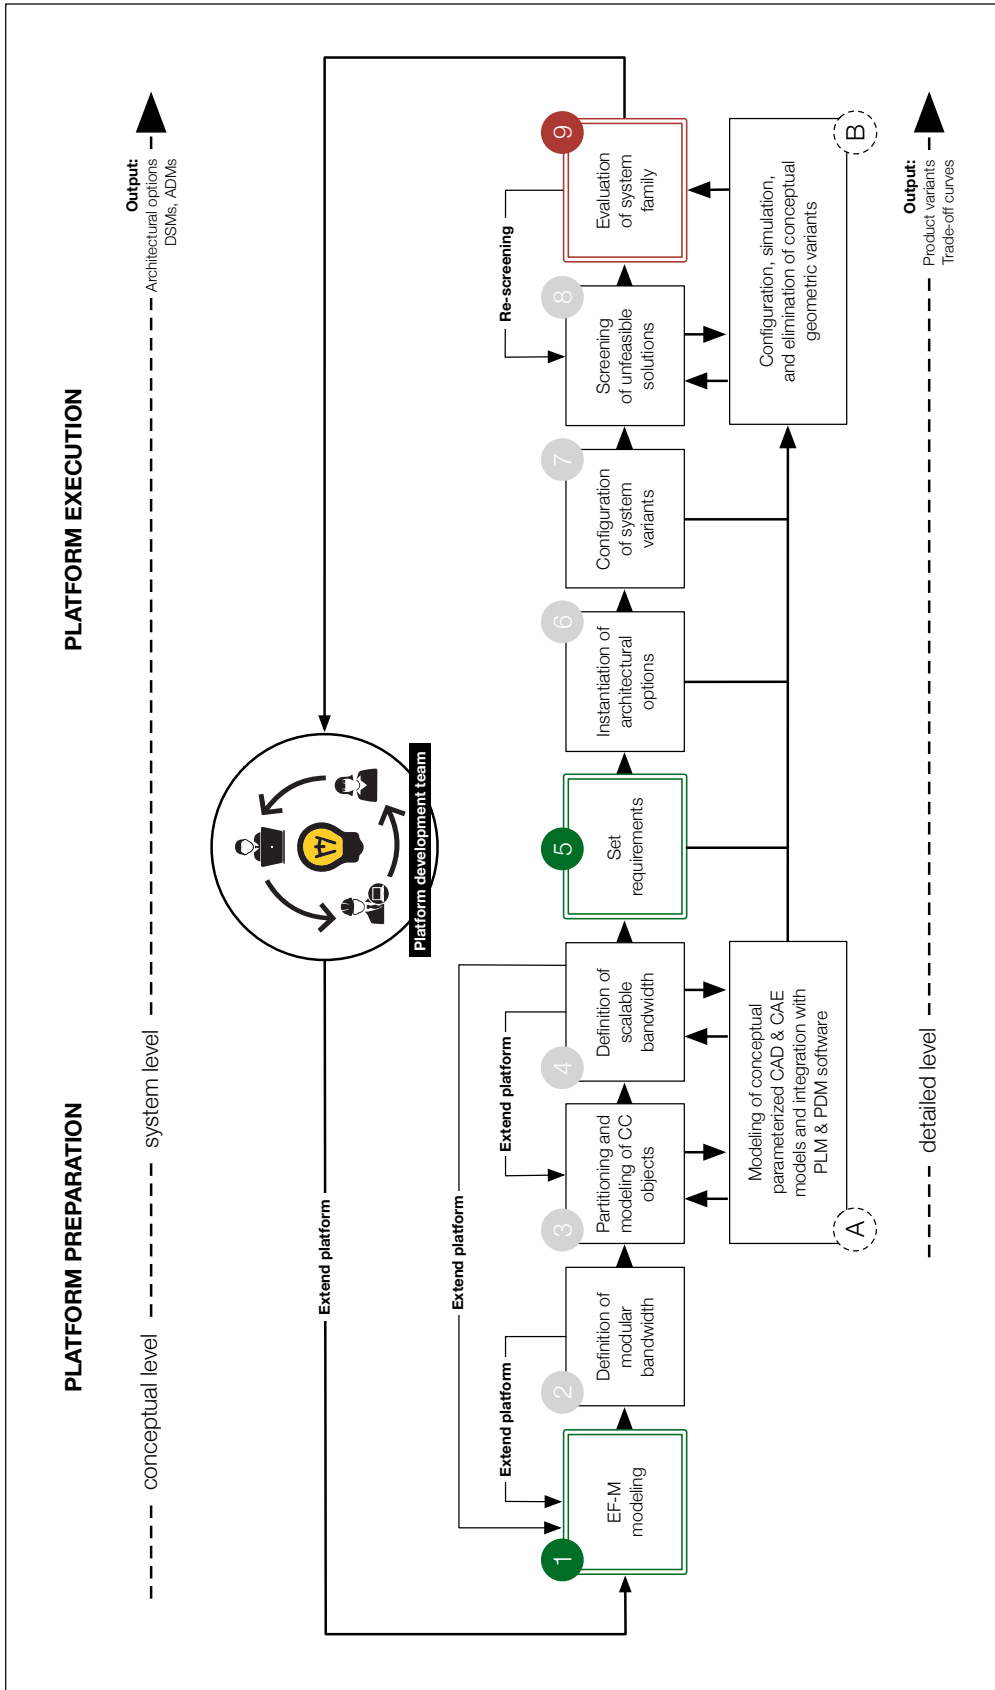 PLATFORM PREPARATION
PLATFORM EXECUTION
conceptual level
system level
Output:
Architectural options
DSMs, ADMs
Platform development team
Extend platform
Extend platform
Extend platform
Extend platform
Re-screening
1
EF-M
modeling
2
Definition of
modular
bandwidth
3
Partitioning and
modeling of CC
objects
4
Definition of
scalable
bandwidth
5
Set
requirements
6
Instantiation of
architectural
options
7
Configuration
of system
variants
8
Screening
of unfeasible
solutions
9
Evaluation
of system
family
A
Modeling of conceptual
parameterized CAD & CAE
models and integration with
PLM & PDM software
B
Configuration, simulation,
and elimination of conceptual
geometric variants
detailed level
Output:
Product variants
Trade-off curves